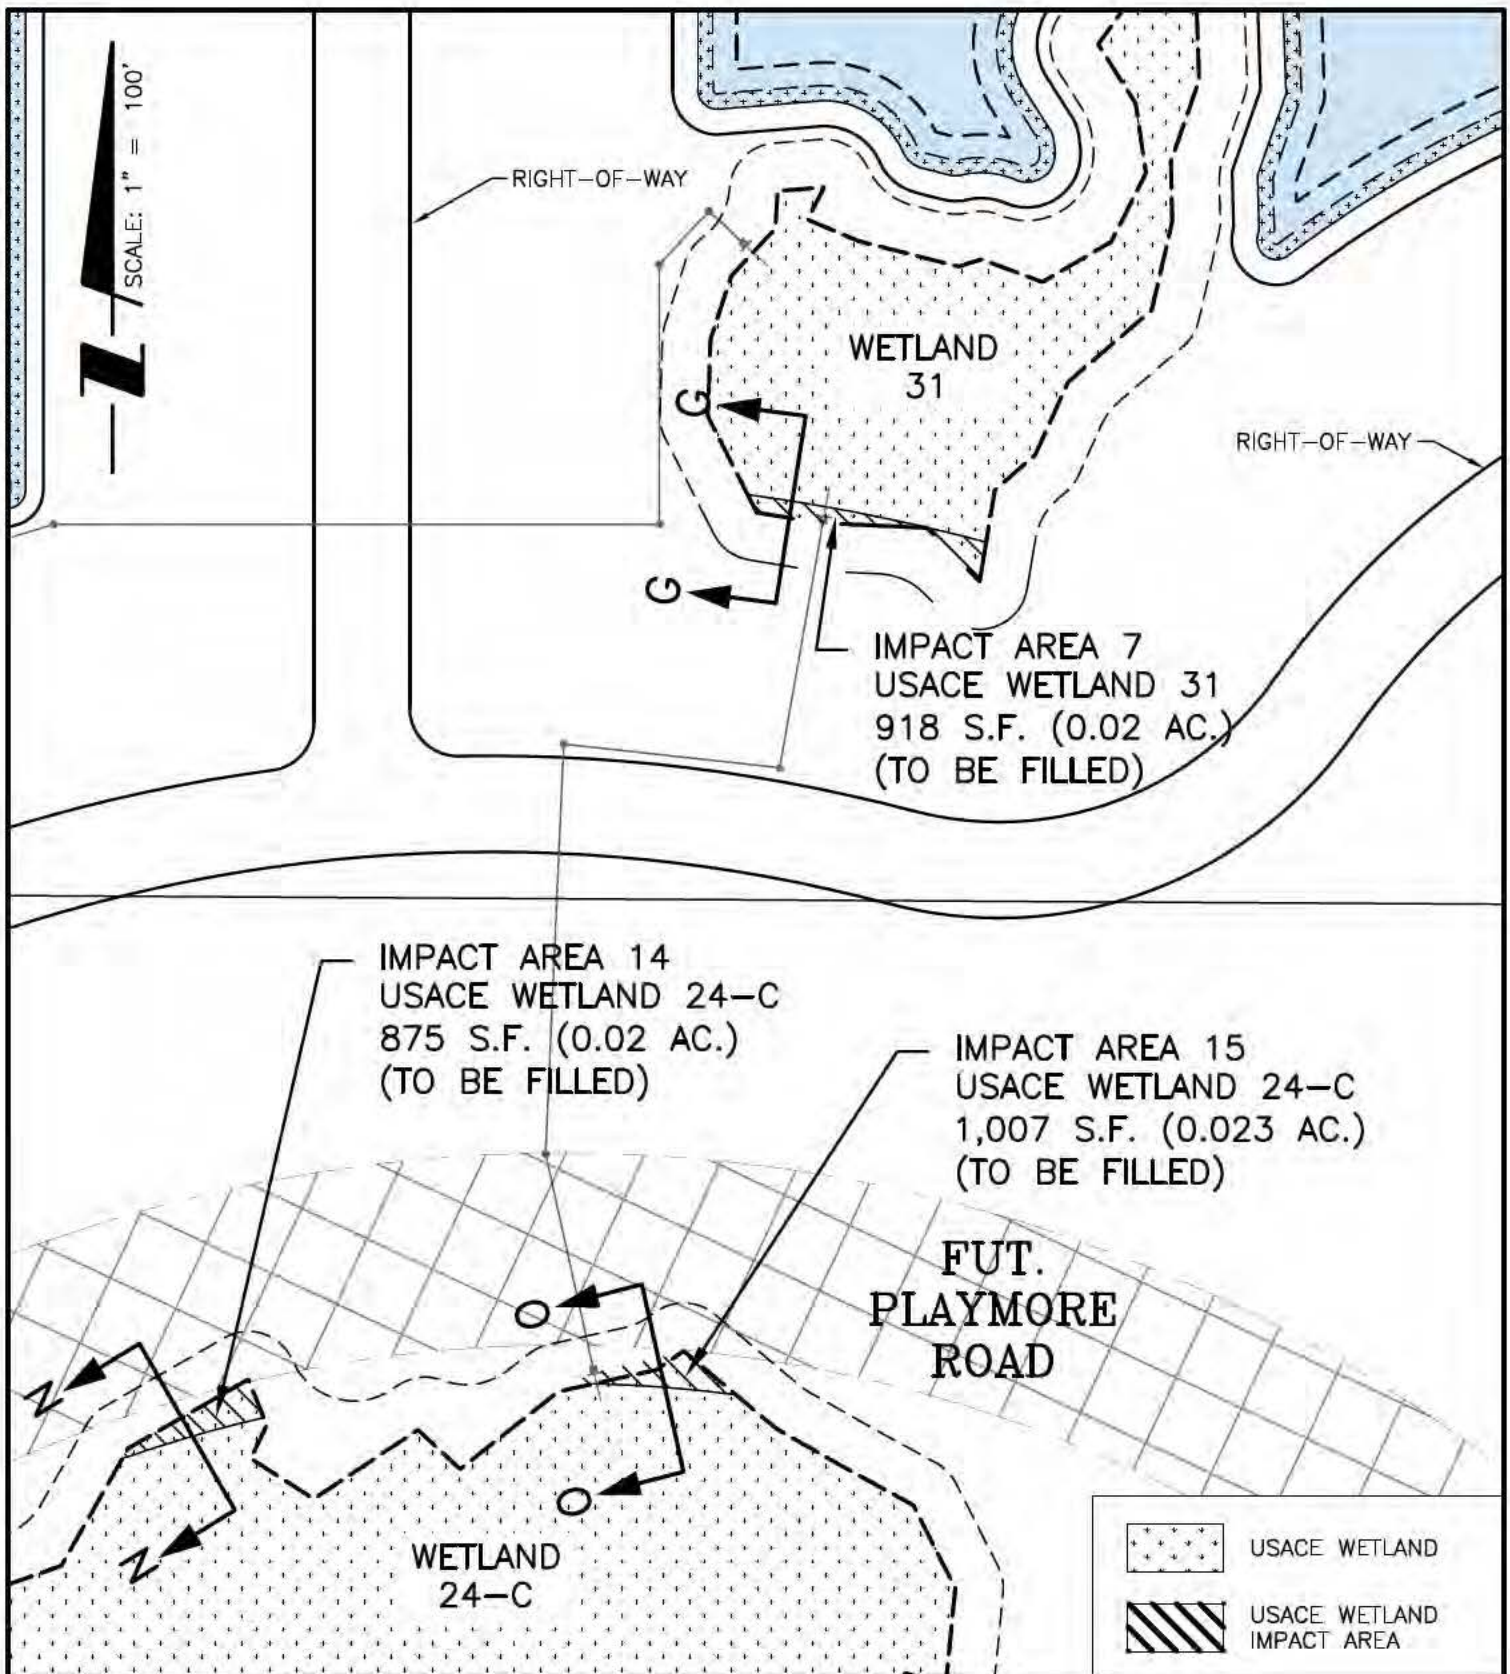 SCALE: 1" = 100'
N
RIGHT-OF-WAY
WETLAND
31
G
G
RIGHT-OF-WAY
IMPACT AREA 7
USACE WETLAND 31
918 S.F. (0.02 AC.)
(TO BE FILLED)
IMPACT AREA 14
USACE WETLAND 24-C
875 S.F. (0.02 AC.)
(TO BE FILLED)
IMPACT AREA 15
USACE WETLAND 24-C
1,007 S.F. (0.023 AC.)
(TO BE FILLED)
FUT.
PLAYMORE
ROAD
O
N
O
N
WETLAND
24-C
USACE WETLAND
USACE WETLAND
IMPACT AREA